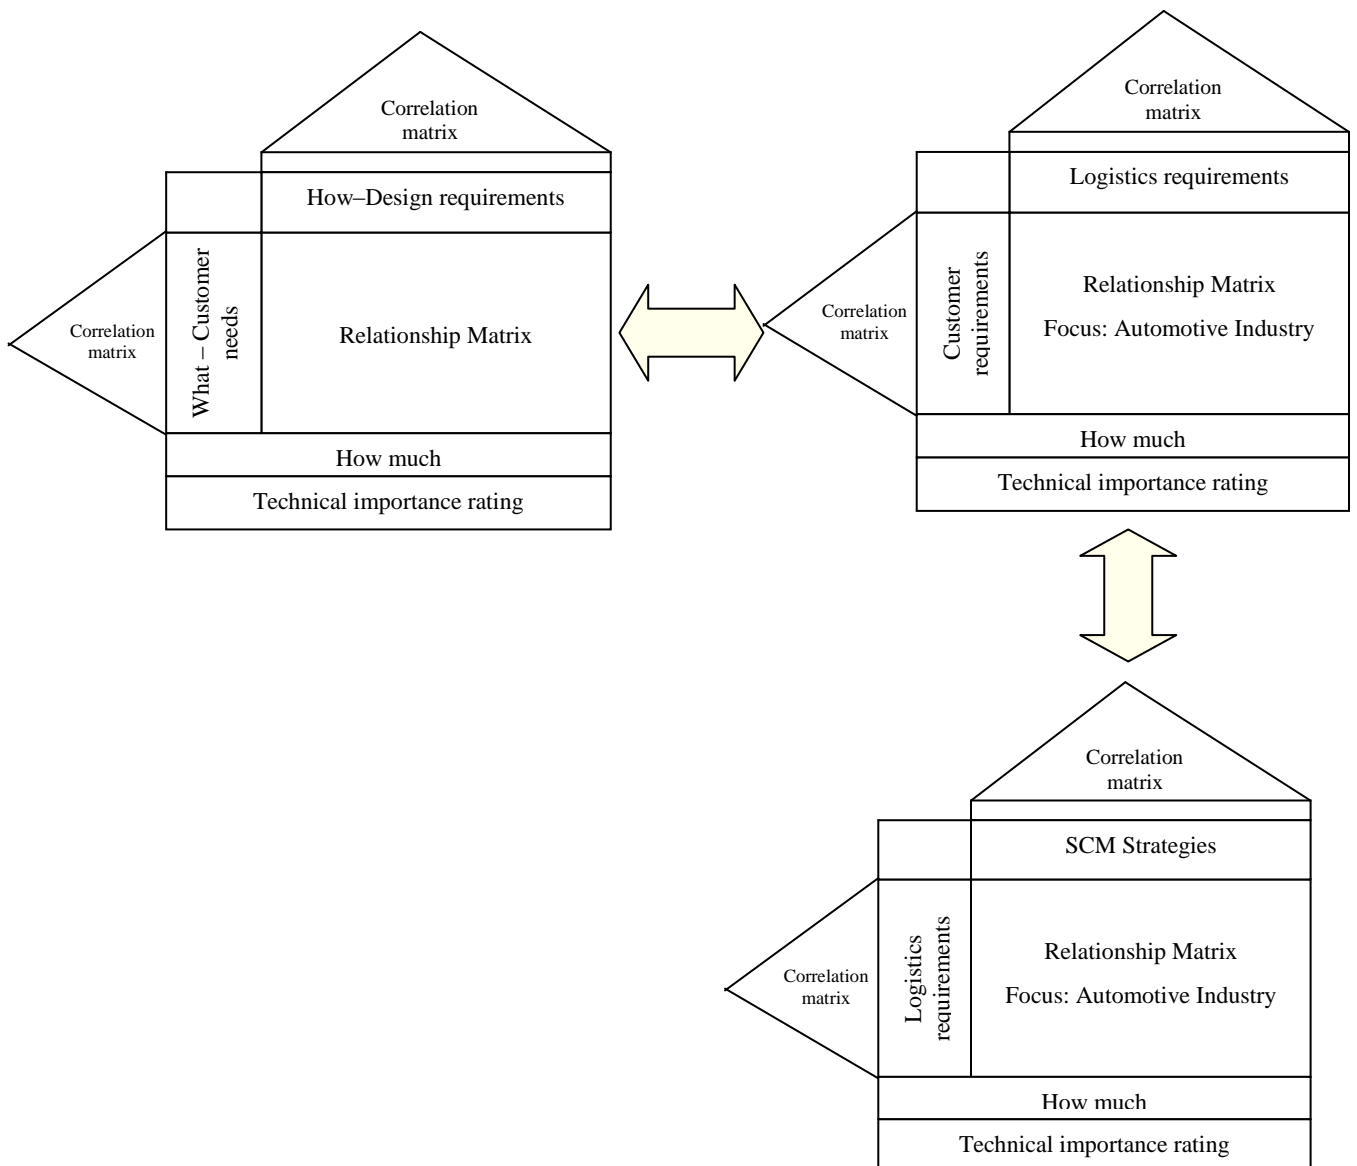 Correlation
matrix
How–Design requirements
Correlation
matrix
What – Customer
needs
Relationship Matrix
How much
Technical importance rating
Correlation
matrix
Logistics requirements
Correlation
matrix
Customer
requirements
Relationship Matrix
Focus: Automotive Industry
How much
Technical importance rating
Correlation
matrix
SCM Strategies
Correlation
matrix
Logistics
requirements
Relationship Matrix
Focus: Automotive Industry
How much
Technical importance rating